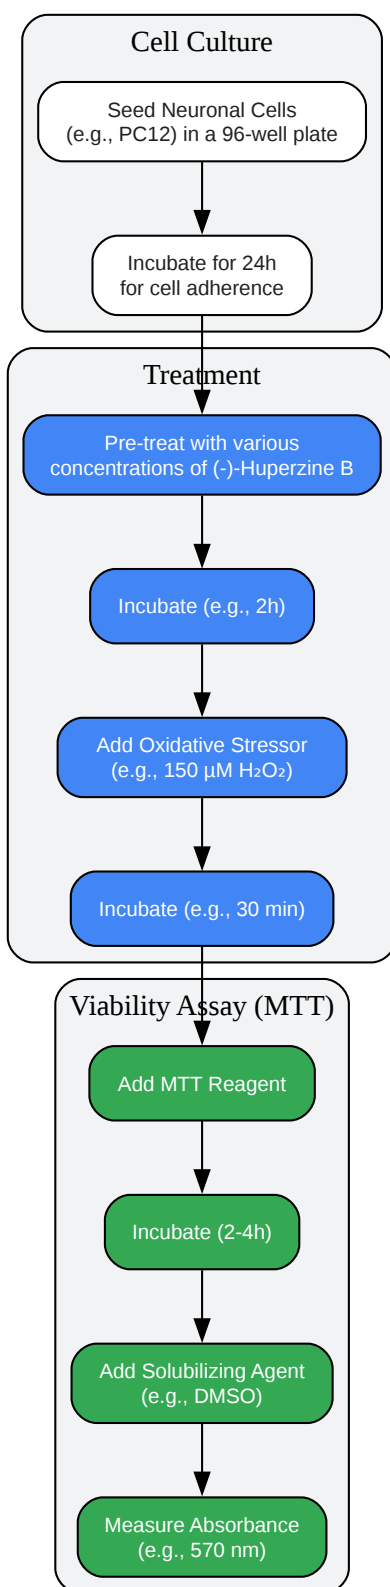 Cell Culture
Seed Neuronal Cells
(e.g., PC12) in a 96-well plate
Incubate for 24h
for cell adherence
Treatment
Pre-treat with various
concentrations of (-)-Huperzine B
Incubate (e.g., 2h)
Add Oxidative Stressor
(e.g., 150 µM H₂O₂)
Incubate (e.g., 30 min)
Viability Assay (MTT)
Add MTT Reagent
Incubate (2-4h)
Add Solubilizing Agent
(e.g., DMSO)
Measure Absorbance
(e.g., 570 nm)